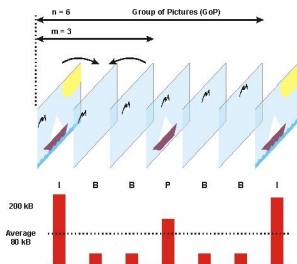 n = 6 Group of Pictures (GoP)
m = 3
I B B P B B I
200 kB
Average
80 kB